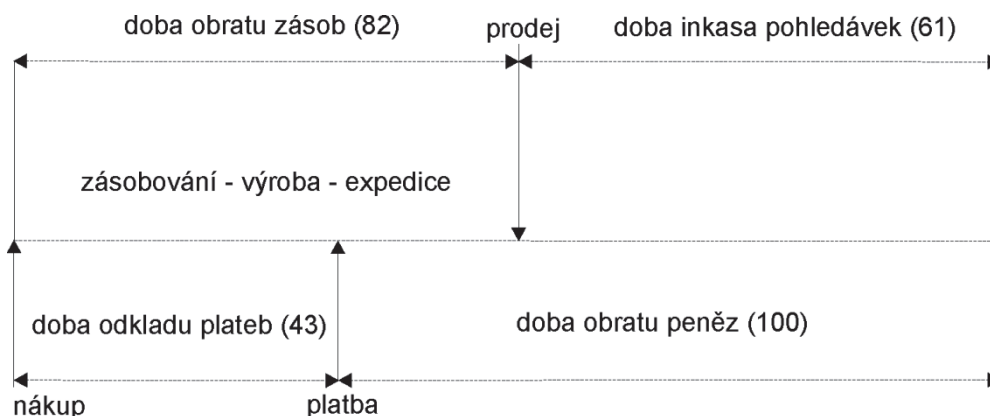 doba obratu zásob (82)
prodej
doba inkasa pohledávek (61)
zásobování - výroba - expedice
doba odkladu plateb (43)
doba obratu peněz (100)
nákup
platba